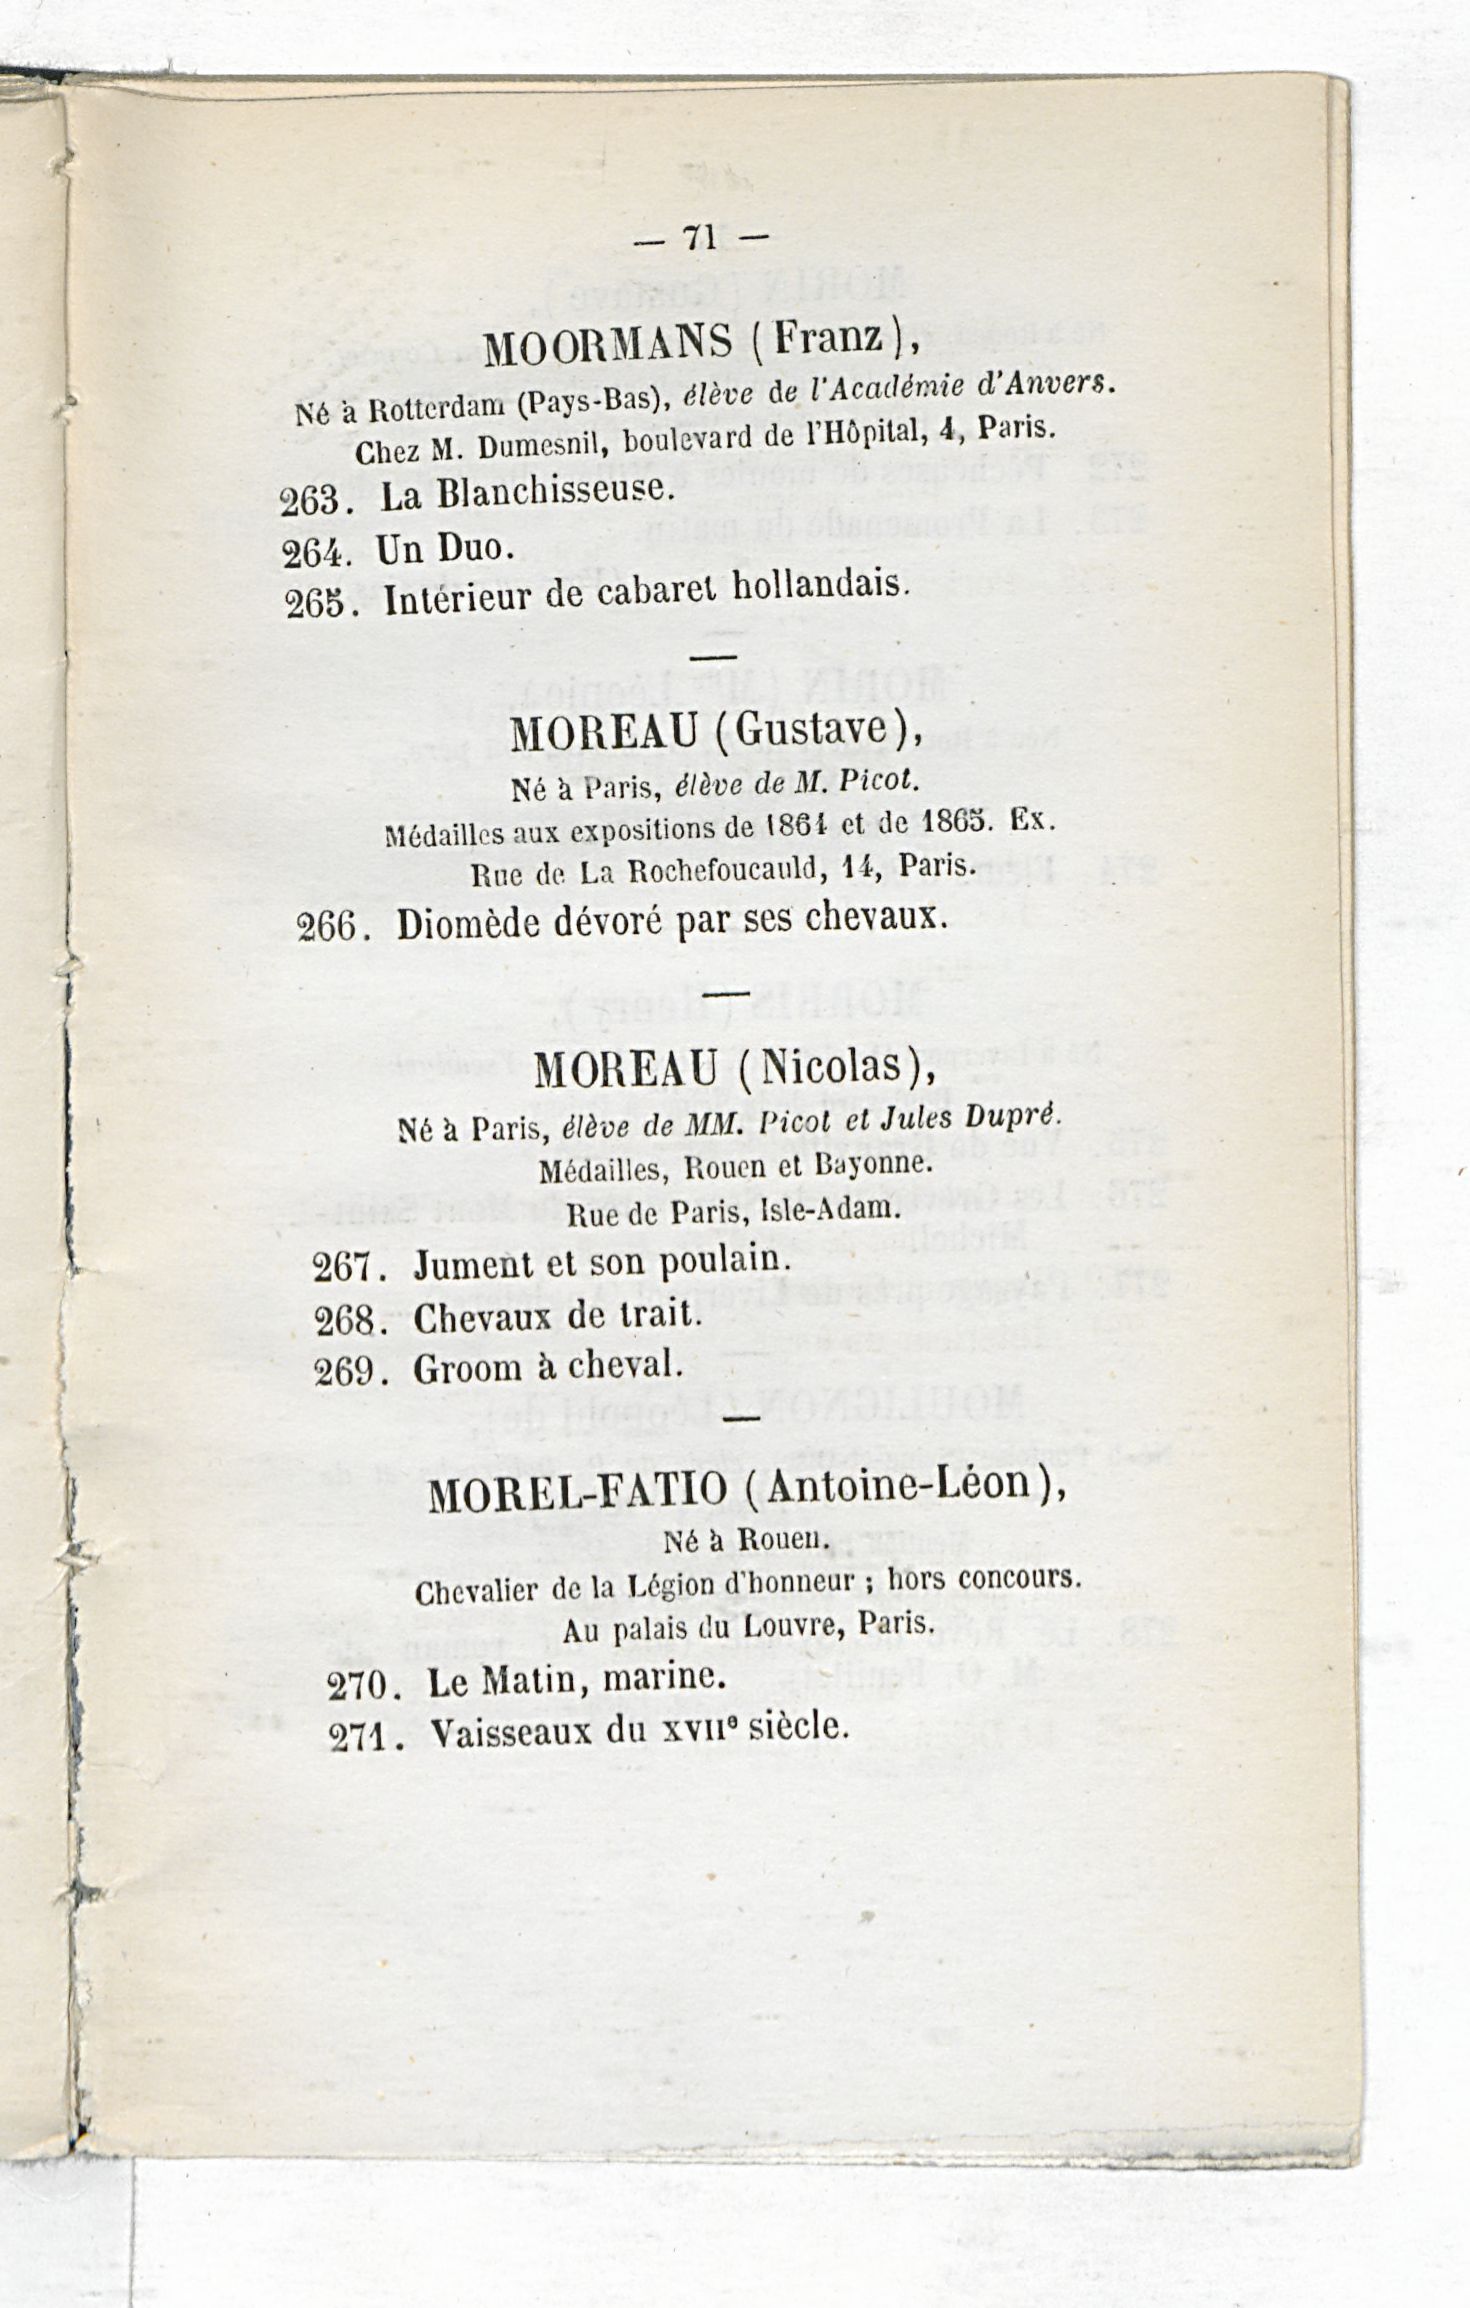 — 71 —
MOORMANS (Franz),
Né à Rotterdam (Pays-Bas), élève de l'Académie d'Anvers.
Chez M. Dumesnil, boulevard de l'Hôpital, 4, Paris.
263. La Blanchisseuse.
264. Un Duo.
265. Intérieur de cabaret hollandais.
MOREAU (Gustave),
Né à Paris, élève de M. Picot.
Médailles aux expositions de 1864 et de 1865. Ex.
Rue de La Rochefoucauld, 14, Paris.
266. Diomède dévoré par ses chevaux.
MOREAU (Nicolas),
Né à Paris, élève de MM. Picot et Jules Dupré.
Médailles, Rouen et Bayonne.
Rue de Paris, Isle-Adam.
267. Jument et son poulain.
268. Chevaux de trait.
269. Groom à cheval.
MOREL-FATIO (Antoine-Léon),
Né à Rouen.
Chevalier de la Légion d'honneur ; hors concours.
Au palais du Louvre, Paris.
270. Le Matin, marine.
271. Vaisseaux du XVIIe siècle.